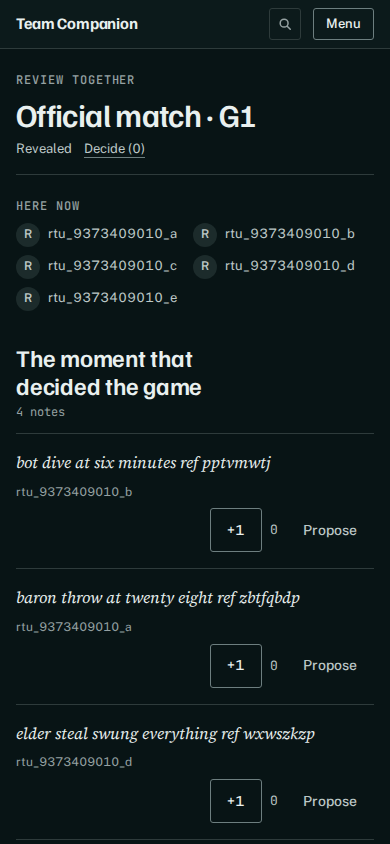 Team Companion
Menu
REVIEW TOGETHER
Official match · G1
Revealed Decide (0)
HERE NOW
R rtu_9373409010_a R rtu_9373409010_b
R rtu_9373409010_c R rtu_9373409010_d
R rtu_9373409010_e
The moment that
decided the game
4 notes
bot dive at six minutes ref pptvmwtj
rtu_9373409010_b
+1 0 Propose
baron throw at twenty eight ref zbtfqbdp
rtu_9373409010_a
+1 0 Propose
elder steal swung everything ref wxwszkzp
rtu_9373409010_d
+1 0 Propose